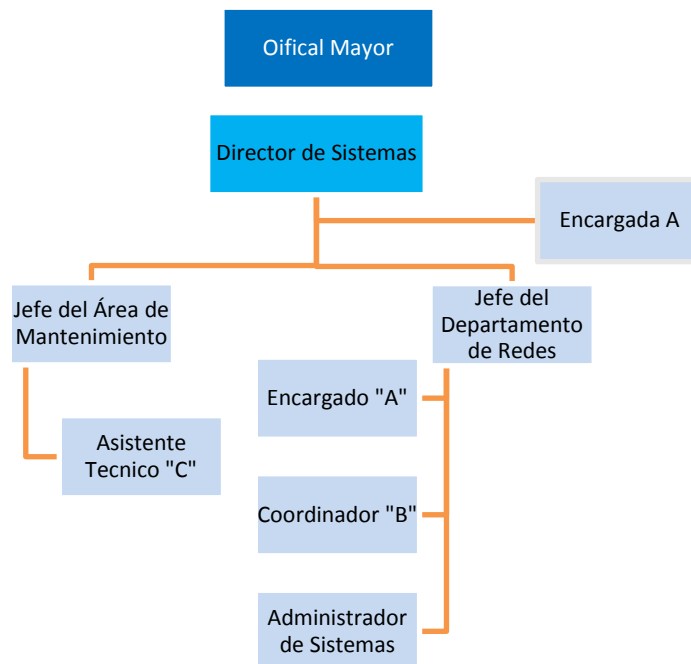 Oifical Mayor
Director de Sistemas
Encargada A
Jefe del Área de
Mantenimiento
Jefe del
Departamento
de Redes
Encargado "A"
Asistente
Tecnico "C"
Coordinador "B"
Administrador
de Sistemas